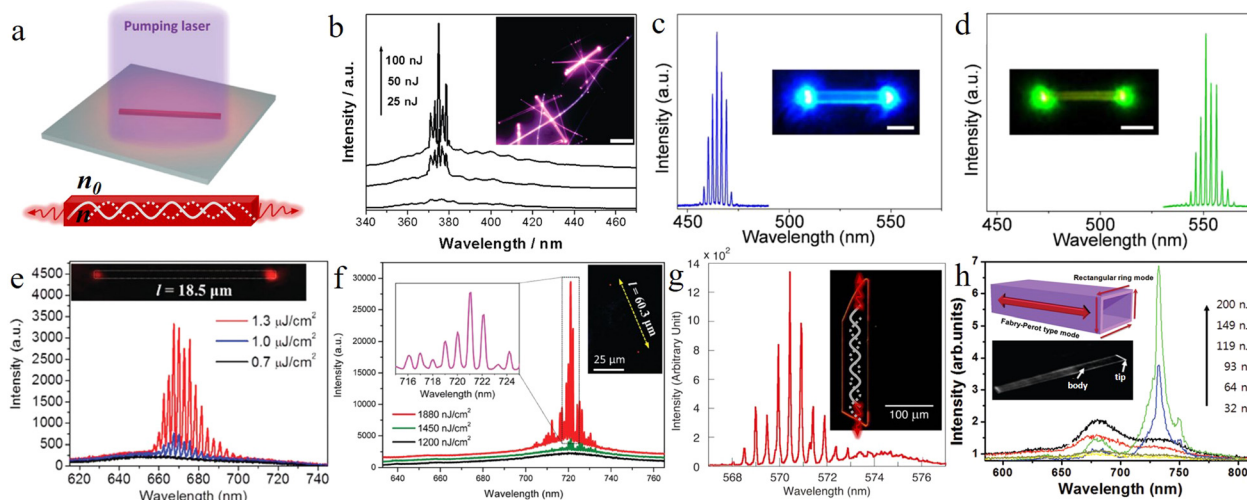 a
Pumping laser
n0
n
b
Intensity / a.u.
100 nJ
50 nJ
25 nJ
340 360 380 400 420 440 460
Wavelength / nm
c
Intensity (a.u.)
450 500 550
Wavelength (nm)
d
Intensity (a.u.)
450 500 550
Wavelength (nm)
e
Intensity (a.u.)
4500
4000
3500
3000
2500
2000
1500
1000
500
0
l = 18.5 μm
1.3 μJ/cm²
1.0 μJ/cm²
0.7 μJ/cm²
620 640 660 680 700 720 740
Wavelength (nm)
f
Intensity (a.u.)
35000
30000
25000
20000
15000
10000
5000
0
716 718 720 722 724
Wavelength (nm)
l = 60.3 μm
25 μm
1880 nJ/cm²
1450 nJ/cm²
1200 nJ/cm²
640 660 680 700 720 740 760
Wavelength (nm)
g
Intensity (Arbitrary Unit)
14 × 10²
12
10
8
6
4
2
0
100 μm
568 570 572 574 576
Wavelength (nm)
h
Intensity (arb.units)
7
6
5
4
3
2
1
Rectangular ring mode
Fabry-Perot type mode
body
tip
200 n
149 n
119 n
93 n
64 n
32 n
600 650 700 750 80
Wavelength (nm)